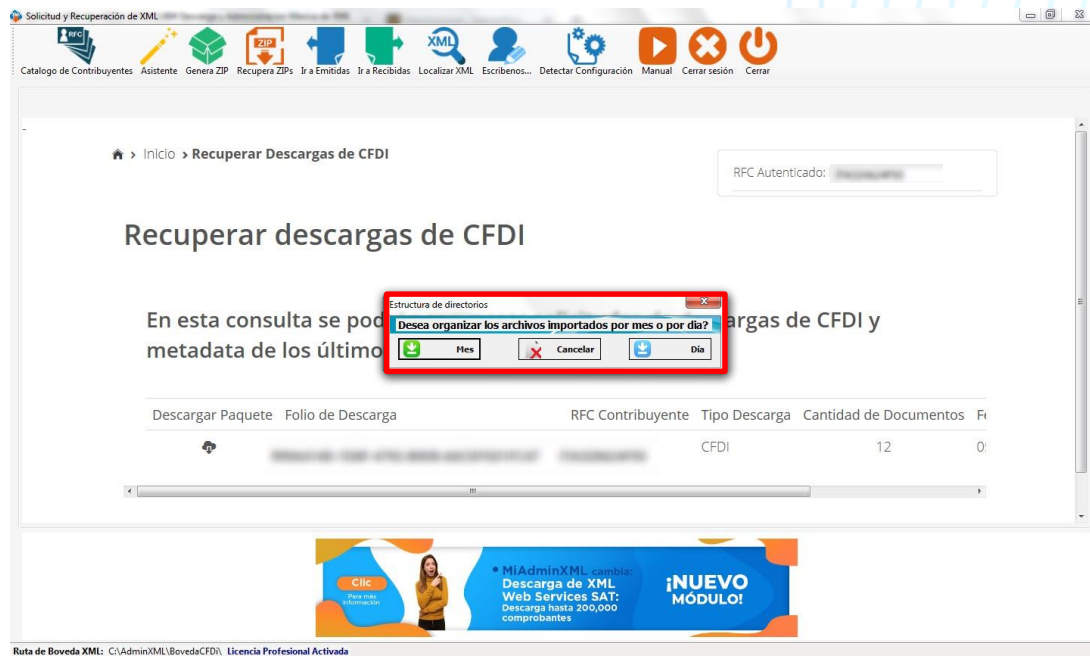 Solicitud y Recuperación de XML
RFC
ZIP
XML
Catalogo de Contribuyentes Asistente Genera ZIP Recupera ZIPs Ir a Emitidas Ir a Recibidas Localizar XML Escribenos... Detectar Configuración Manual Cerrar sesión Cerrar
Inicio > Recuperar Descargas de CFDI
RFC Autenticado:
Recuperar descargas de CFDI
Estructura de directorios
Desea organizar los archivos importados por mes o por dia?
Mes Cancelar Día
En esta consulta se pod argas de CFDI y
metadata de los último
Descargar Paquete Folio de Descarga RFC Contribuyente Tipo Descarga Cantidad de Documentos
CFDI 12
Clic
Para más
información
• MiAdminXML cambia:
Descarga de XML
Web Services SAT:
Descarga hasta 200,000
comprobantes
¡NUEVO
MÓDULO!
Ruta de Boveda XML: C:\AdminXML\BovedaCFDi\ Licencia Profesional Activada